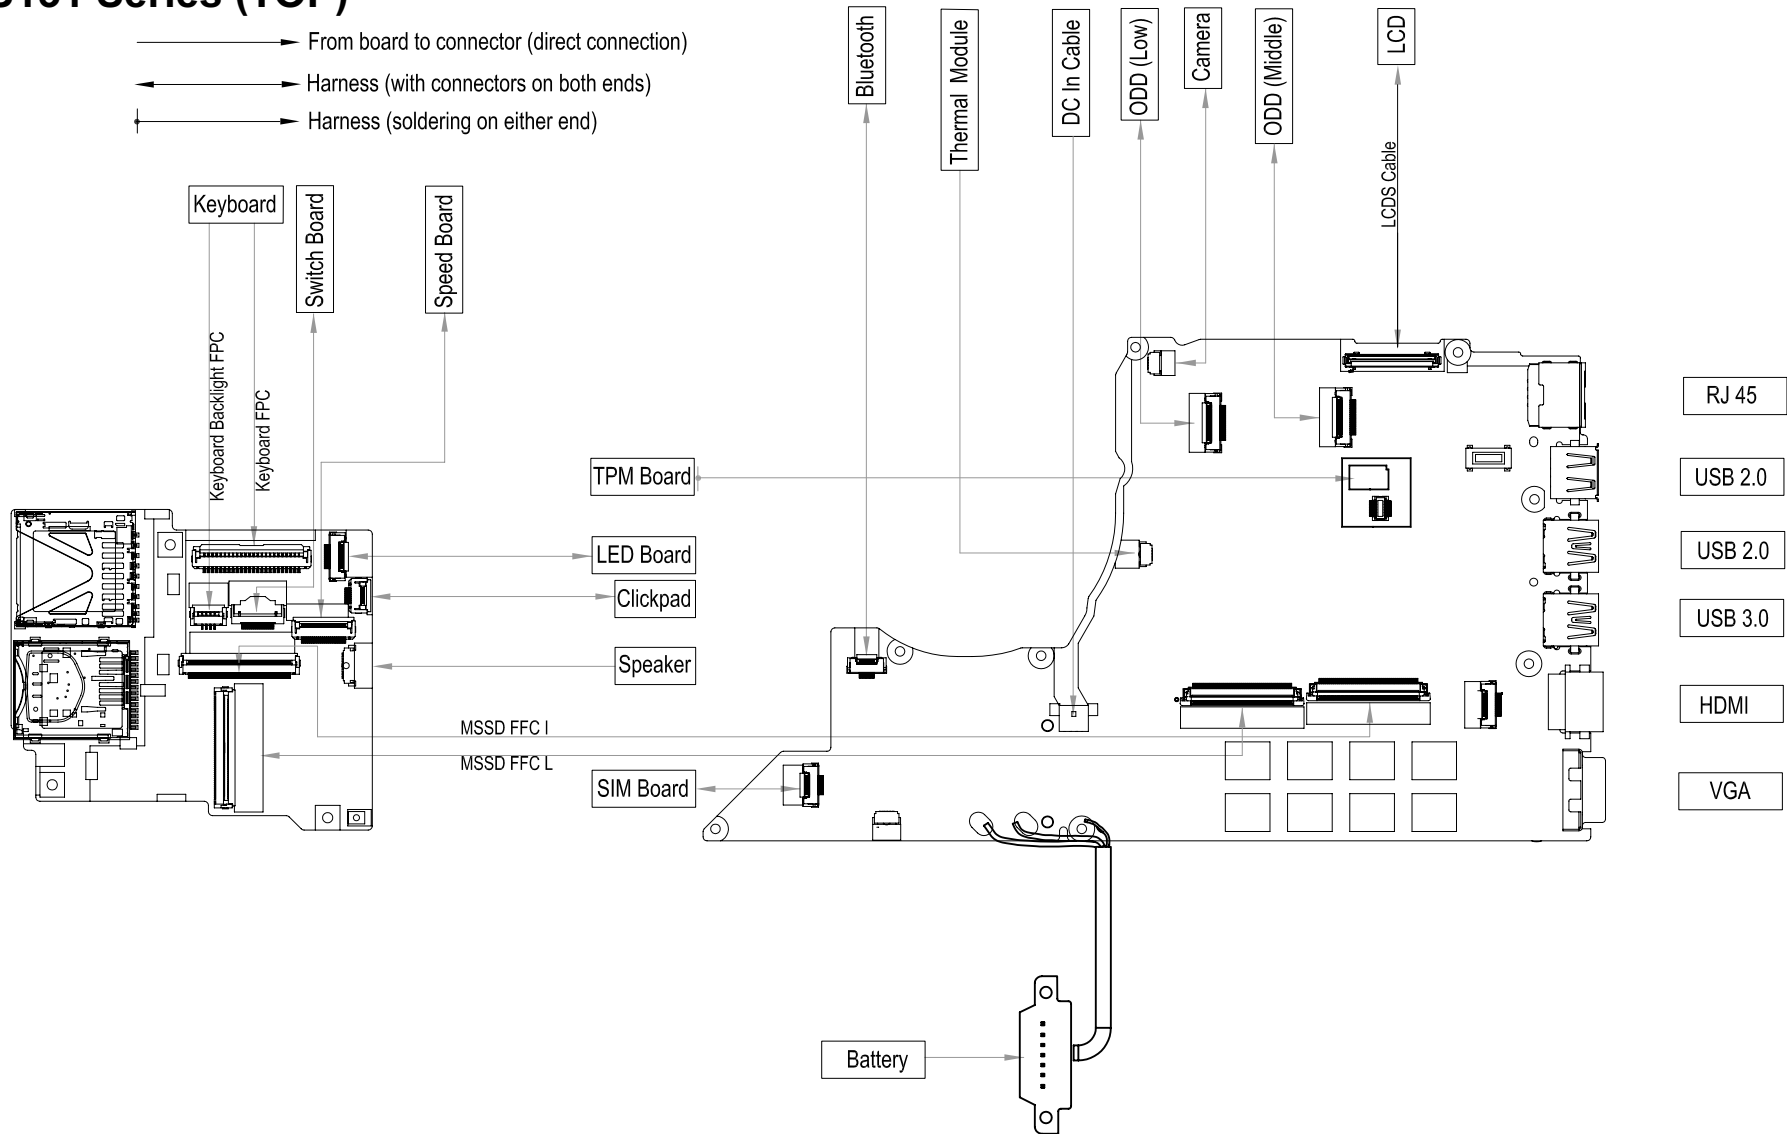 Series (TOP)
From board to connector (direct connection)
Harness (with connectors on both ends)
Harness (soldering on either end)
Bluetooth
Thermal Module
DC In Cable
ODD (Low)
Camera
ODD (Middle)
LCD
LCDS Cable
Keyboard
Switch Board
Speed Board
Keyboard Backlight FPC
Keyboard FPC
RJ 45
TPM Board
USB 2.0
LED Board
USB 2.0
Clickpad
USB 3.0
Speaker
HDMI
MSSD FFC I
MSSD FFC L
SIM Board
VGA
Battery